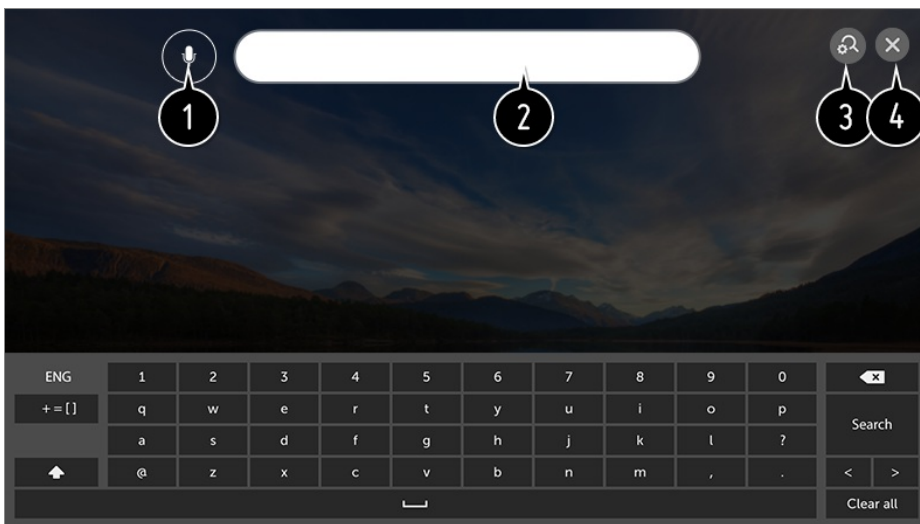 1 2 3 4
ENG 1 2 3 4 5 6 7 8 9 0
+=[] q w e r t y u i o p
Search
a s d f g h j k l ?
@ z x c v b n m , . < >
Clear all